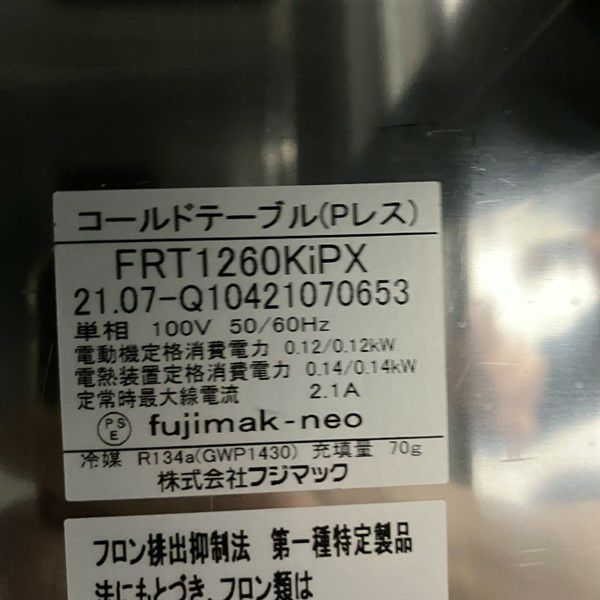 コールドテーブル(Pレス)
FRT1260KiPX
21.07-Q10421070653
単相 100V 50/60Hz
電動機定格消費電力 0.12/0.12kW
電熱装置定格消費電力 0.14/0.14kW
定常時最大線電流 2.1A
PSE fujimak-neo
冷媒 R134a(GWP1430) 充填量 70g
株式会社フジマック
フロン排出抑制法 第一種特定製品
法にもとづき、フロン類は